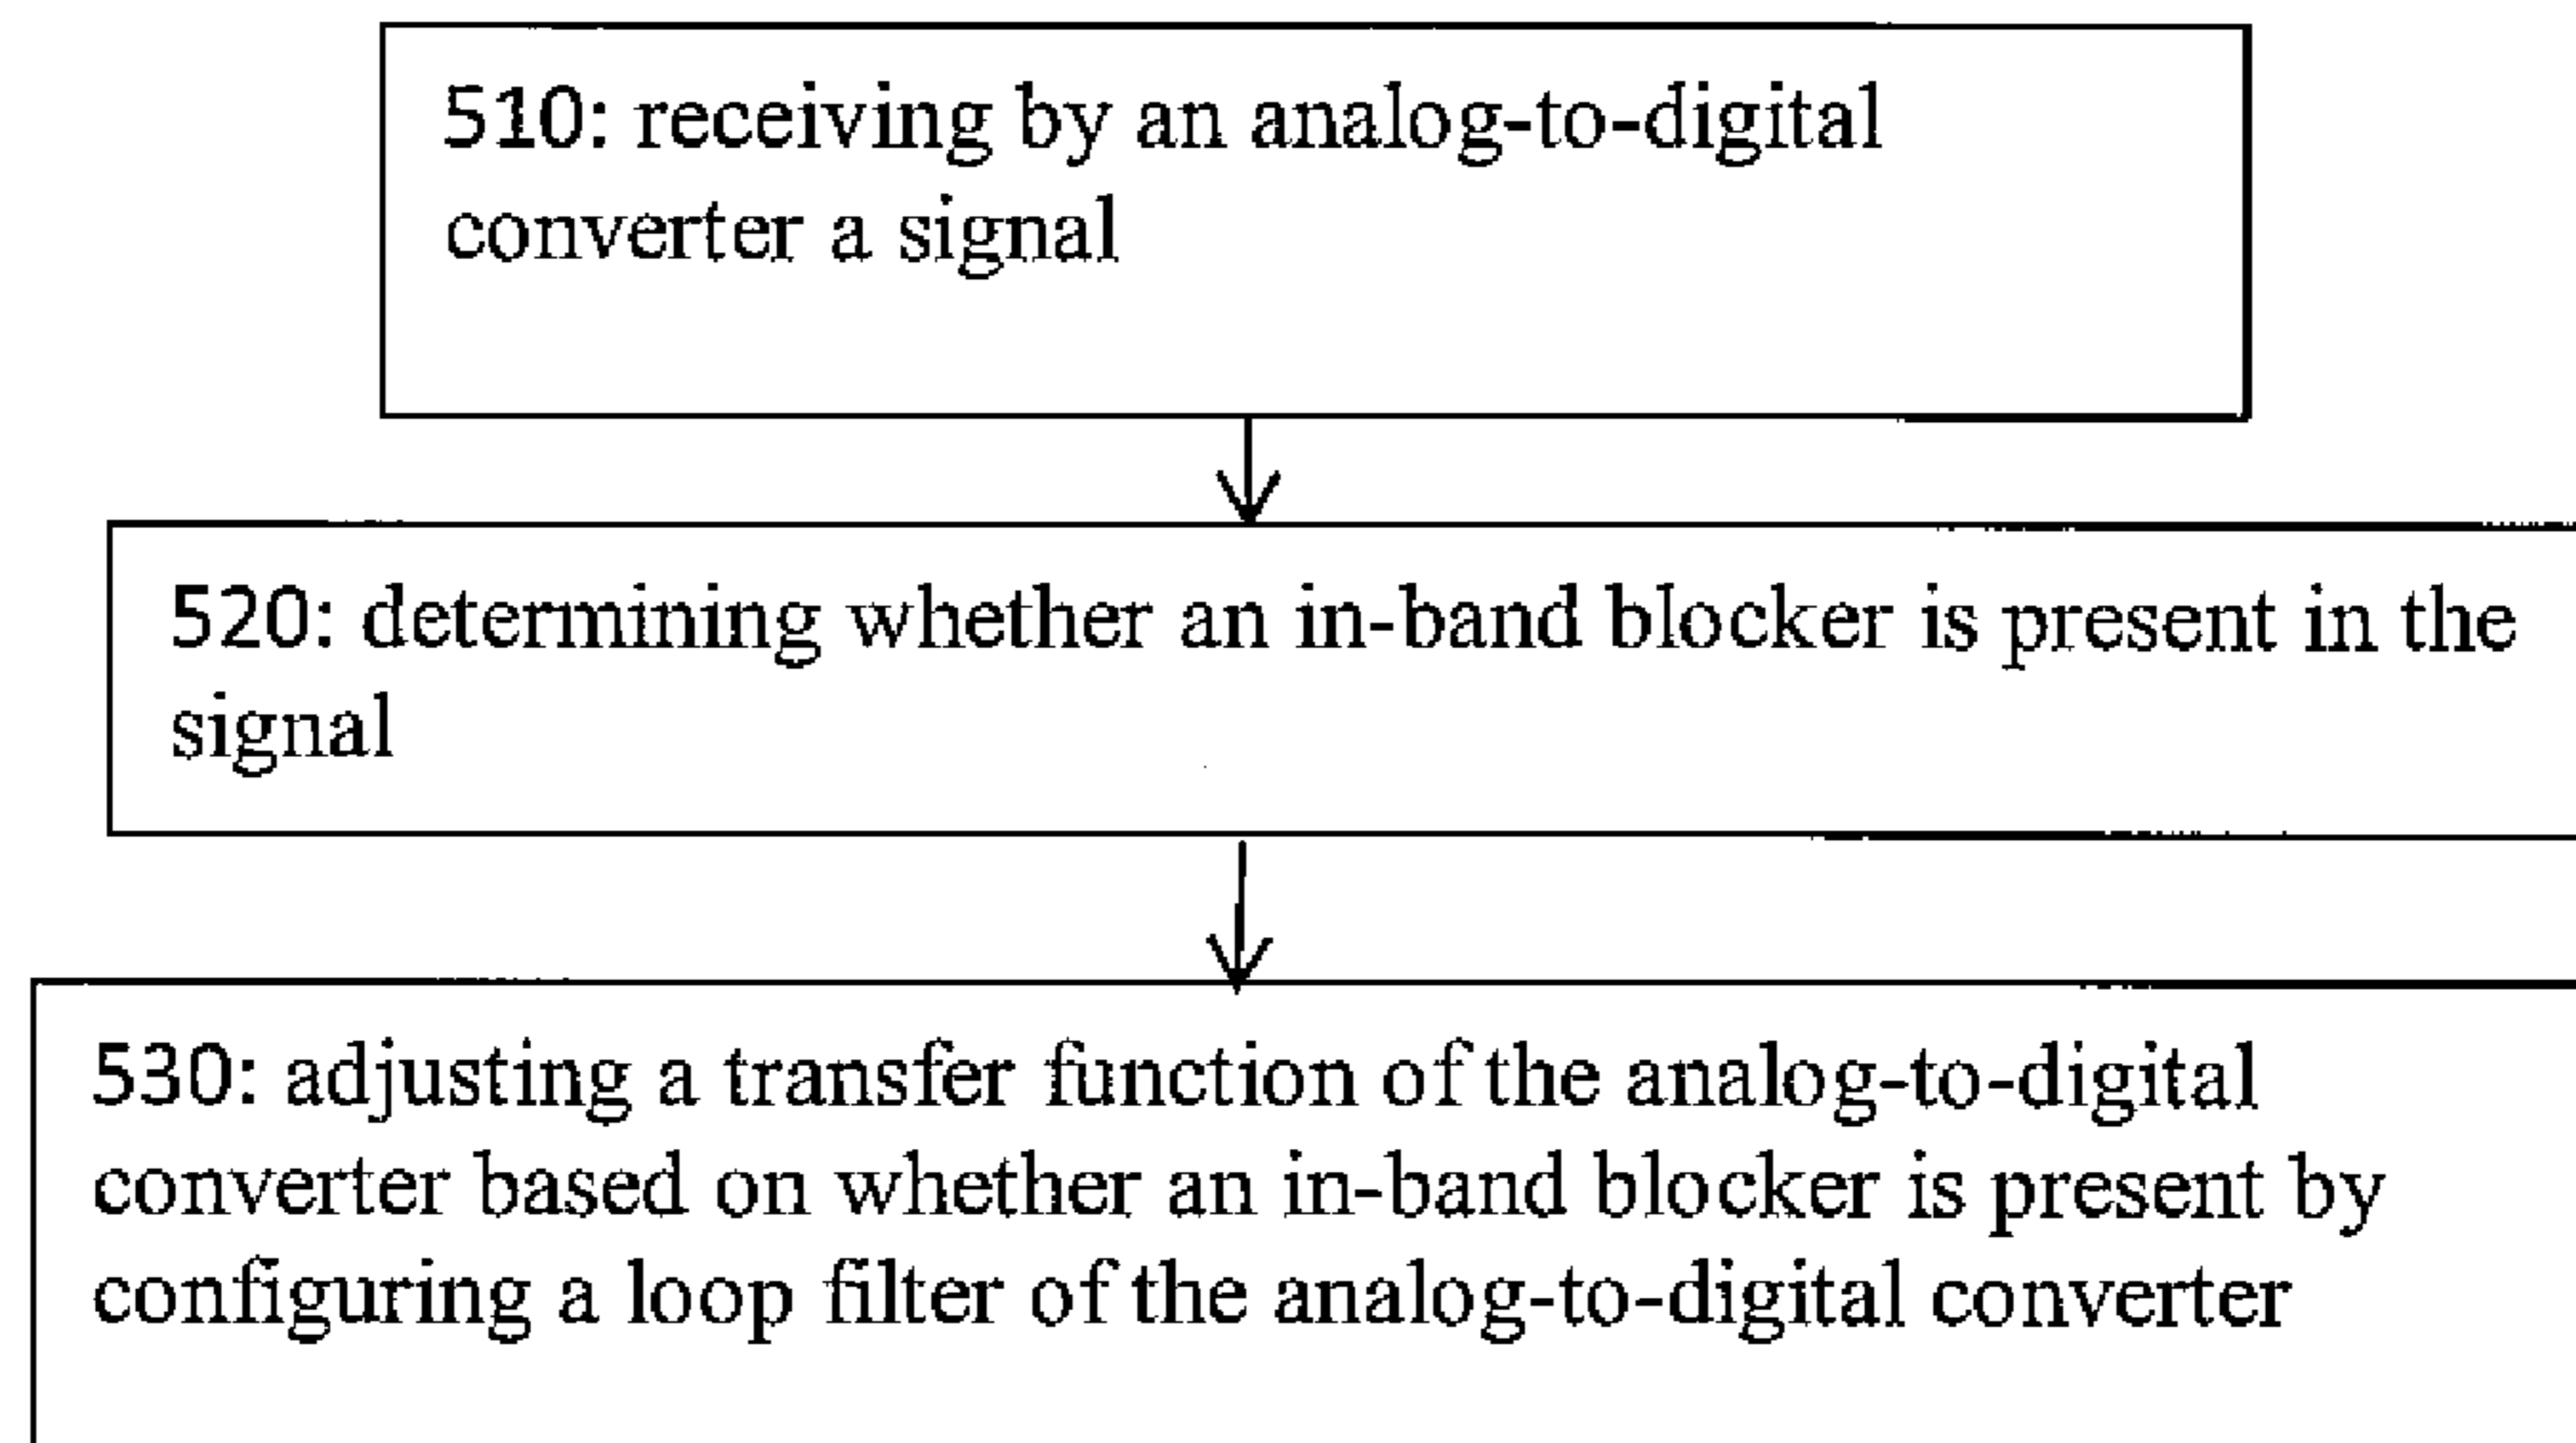 510: receiving by an analog-to-digital
converter a signal
520: determining whether an in-band blocker is present in the
signal
530: adjusting a transfer function of the analog-to-digital
converter based on whether an in-band blocker is present by
configuring a loop filter of the analog-to-digital converter